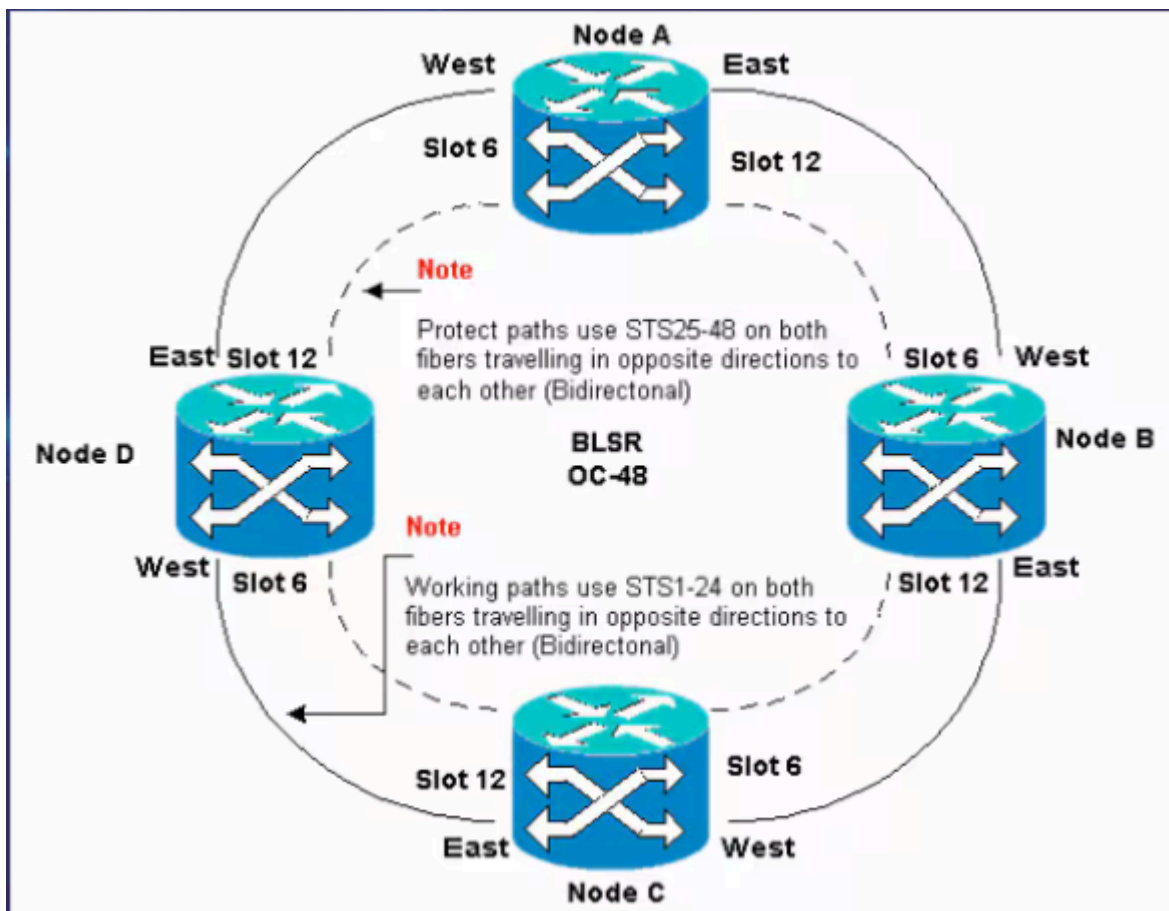 Node A
West
East
Slot 6
Slot 12
Note
Protect paths use STS25-48 on both
fibers travelling in opposite directions to
each other (Bidirectonal)
East
Slot 12
Slot 6
West
Node D
BLSR
OC-48
Node B
Note
West
Slot 6
Working paths use STS1-24 on both
fibers travelling in opposite directions to
each other (Bidirectonal)
Slot 12
East
Slot 12
Slot 6
East
West
Node C